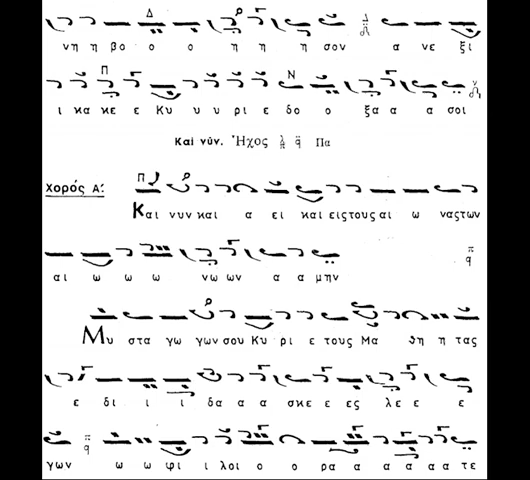 νη η βο ο ο η η η σον α νε ξι
ι κα κε ε Κυ υ υ ρι ε δο ο ξα α α σοι
Καὶ νῦν. Ἦχος Πα
Χορός Α΄.
Και νυν και α ει και εις τους αι ω νας των
αι ω ω ω νω ων α α μην
Μυ στα γω γων σου Κυ ρι ε τους Μα θη η τας
ε δι ι ι δα α α σκε ε ες λε ε ε
γων ω ω φι ι λοι ο ο ρα α α α α α τε